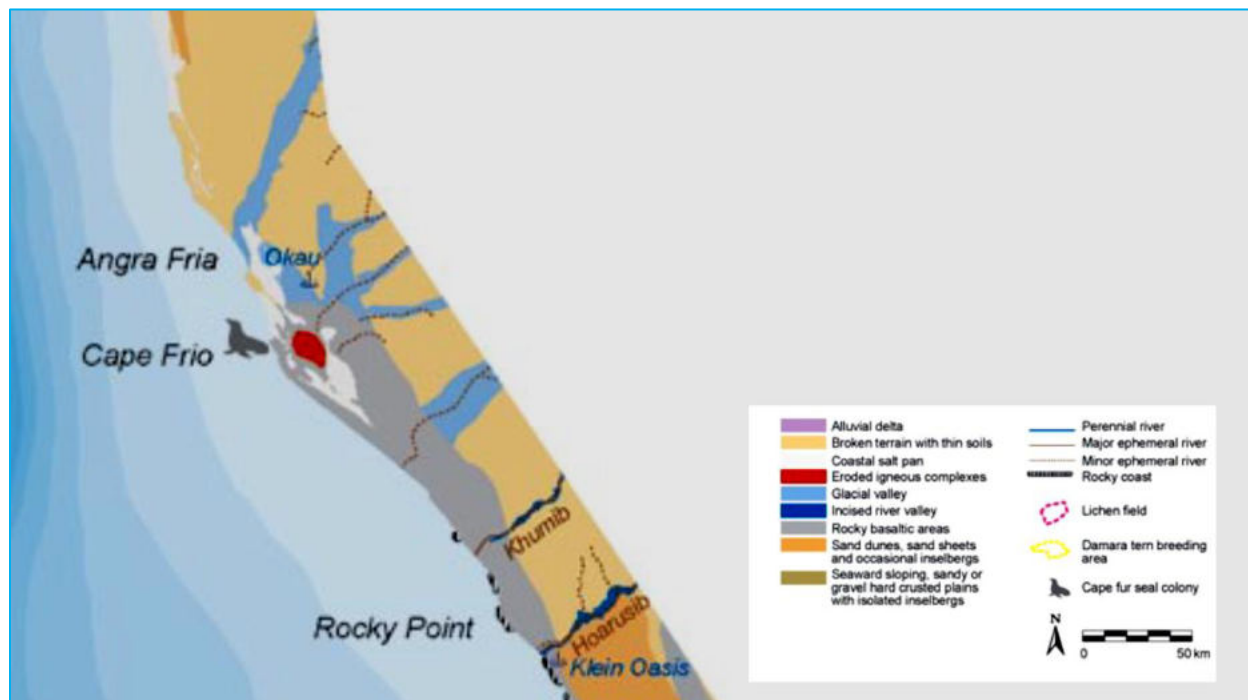 Angra Fria
Okau
Cape Frio
Khumib
Rocky Point
Hoarusib
Klein Oasis
Alluvial delta
Broken terrain with thin soils
Coastal salt pan
Eroded igneous complexes
Glacial valley
Incised river valley
Rocky basaltic areas
Sand dunes, sand sheets
and occasional inselbergs
Seaward sloping, sandy or
gravel hard crusted plains
with isolated inselbergs
Perennial river
Major ephemeral river
Minor ephemeral river
Rocky coast
Lichen field
Damara tern breeding
area
Cape fur seal colony
N
0 50 km